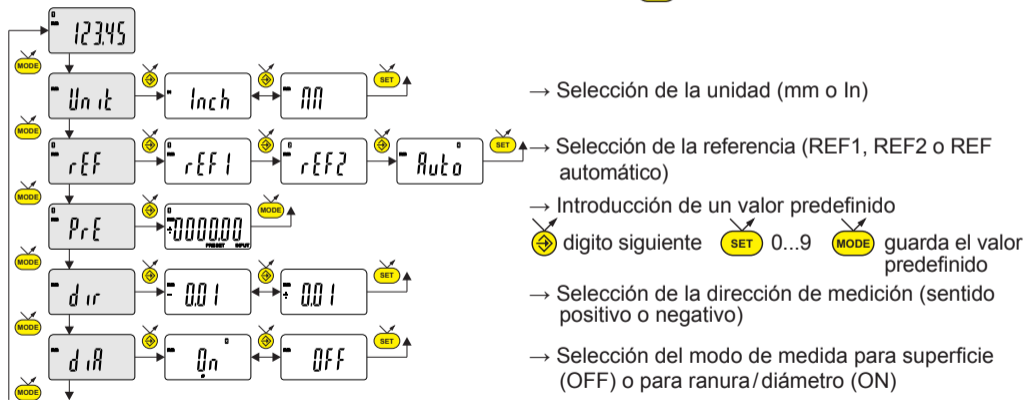 123.45
MODE
Unit Inch MM SET
→ Selección de la unidad (mm o In)
MODE
rEF rEF1 rEF2 Auto SET
→ Selección de la referencia (REF1, REF2 o REF
automático)
MODE
PrE 0000.00 MODE
PRESET INPUT
→ Introducción de un valor predefinido
digito siguiente SET 0...9 MODE guarda el valor
predefinido
MODE
dir - 0.01 + 0.01 SET
→ Selección de la dirección de medición (sentido
positivo o negativo)
MODE
diA On OFF SET
→ Selección del modo de medida para superficie
(OFF) o para ranura/diámetro (ON)
MODE